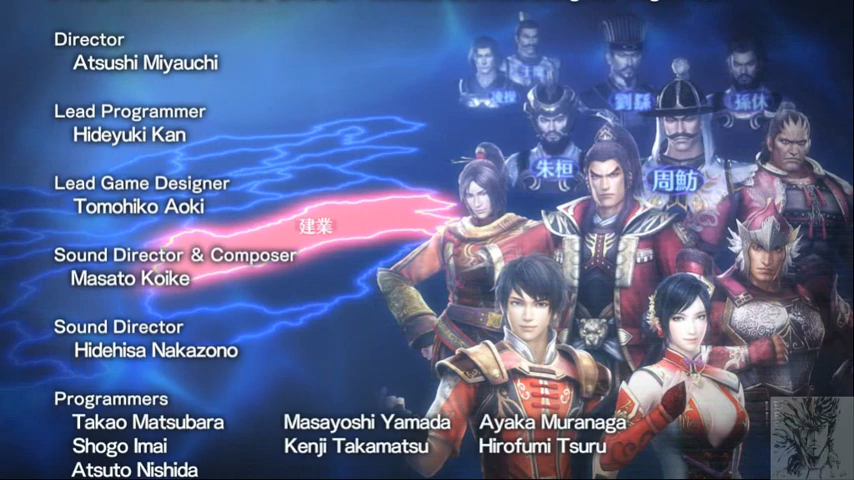 Director
Atsushi Miyauchi
Lead Programmer
Hideyuki Kan
Lead Game Designer
Tomohiko Aoki
Sound Director & Composer
Masato Koike
Sound Director
Hidehisa Nakazono
Programmers
Takao Matsubara Masayoshi Yamada Ayaka Muranaga
Shogo Imai Kenji Takamatsu Hirofumi Tsuru
Atsuto Nishida
建業
孫休
朱桓
周魴